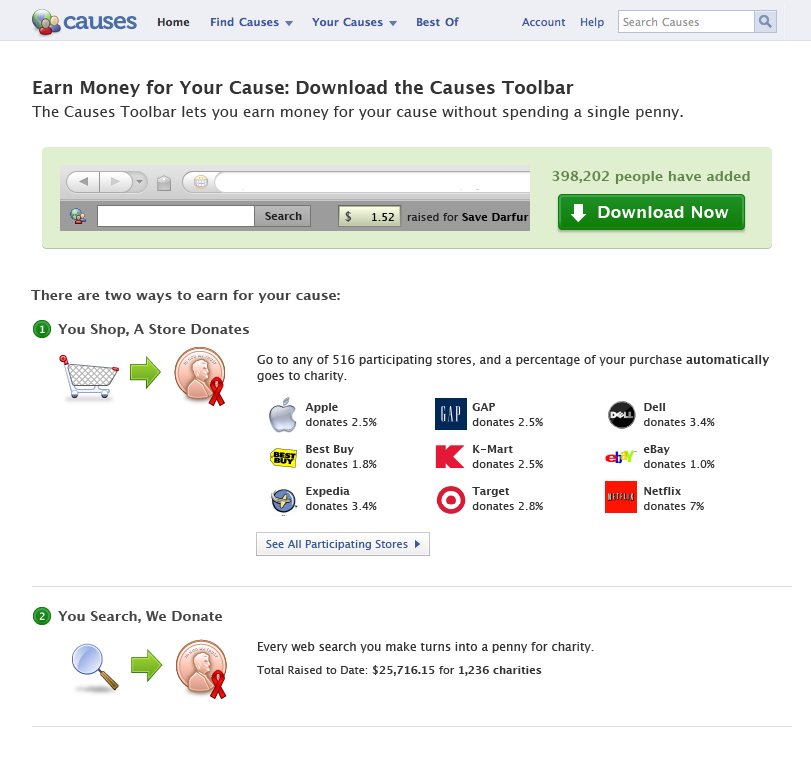 causes Home Find Causes Your Causes Best Of Account Help Search Causes
Earn Money for Your Cause: Download the Causes Toolbar
The Causes Toolbar lets you earn money for your cause without spending a single penny.
398,202 people have added
Search $ 1.52 raised for Save Darfur
Download Now
There are two ways to earn for your cause:
1 You Shop, A Store Donates
Go to any of 516 participating stores, and a percentage of your purchase automatically
goes to charity.
Apple
donates 2.5%
GAP
GAP
donates 2.5%
DELL
Dell
donates 3.4%
BEST BUY
Best Buy
donates 1.8%
K-Mart
donates 2.5%
ebY
eBay
donates 1.0%
Expedia
donates 3.4%
Target
donates 2.8%
NETFLIX
Netflix
donates 7%
See All Participating Stores
2 You Search, We Donate
Every web search you make turns into a penny for charity.
Total Raised to Date: $25,716.15 for 1,236 charities